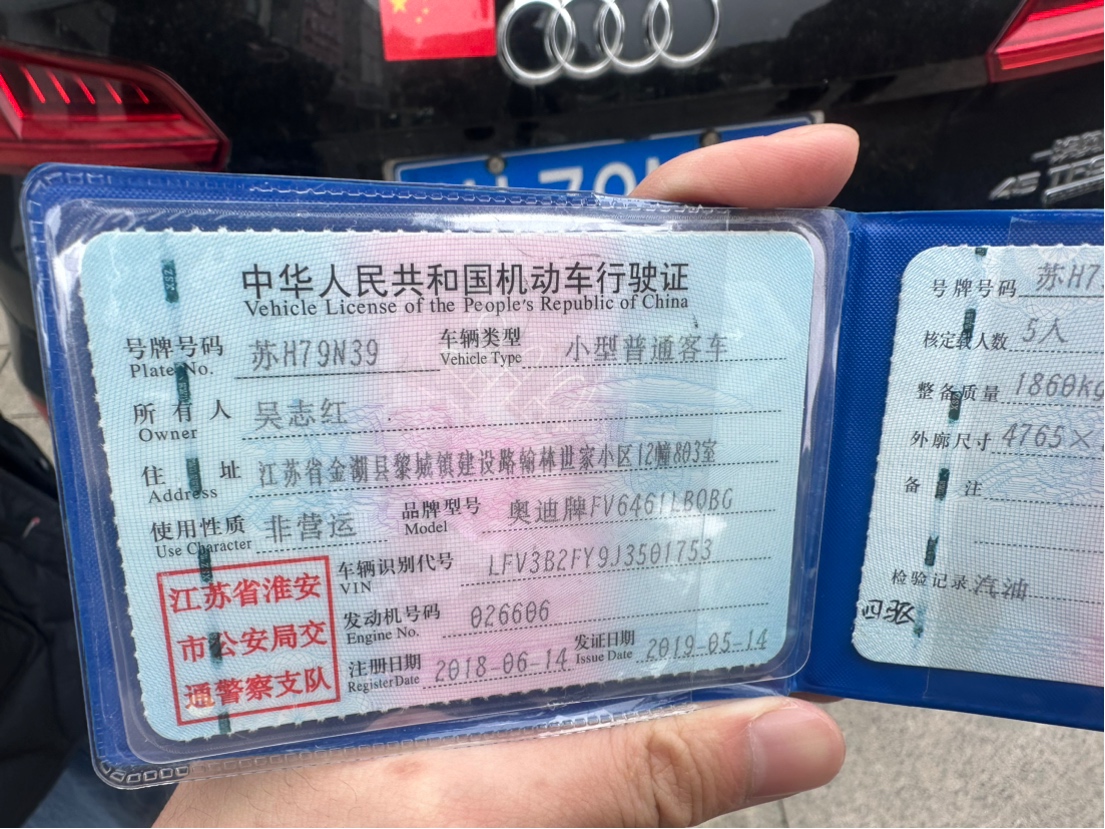 中华人民共和国机动车行驶证
Vehicle License of the People's Republic of China
号牌号码 苏H79N39 车辆类型 小型普通客车
Plate No. Vehicle Type
所有人 吴志红
Owner
住址 江苏省金湖县黎城镇建设路翰林世家小区12幢803室
Address
使用性质 非营运 品牌型号 奥迪牌FV6461LBQBG
Use Character Model
江苏省淮安
市公安局交
通警察支队
车辆识别代号 LFV3B2FY9J3501753
VIN
发动机号码 026606
Engine No.
注册日期 2018-06-14 发证日期 2019-05-14
Register Date Issue Date
号牌号码 苏H7
核定载人数 5人
整备质量 1860kg
外廓尺寸 4765×
备注
检验记录 汽油
45 TFSI